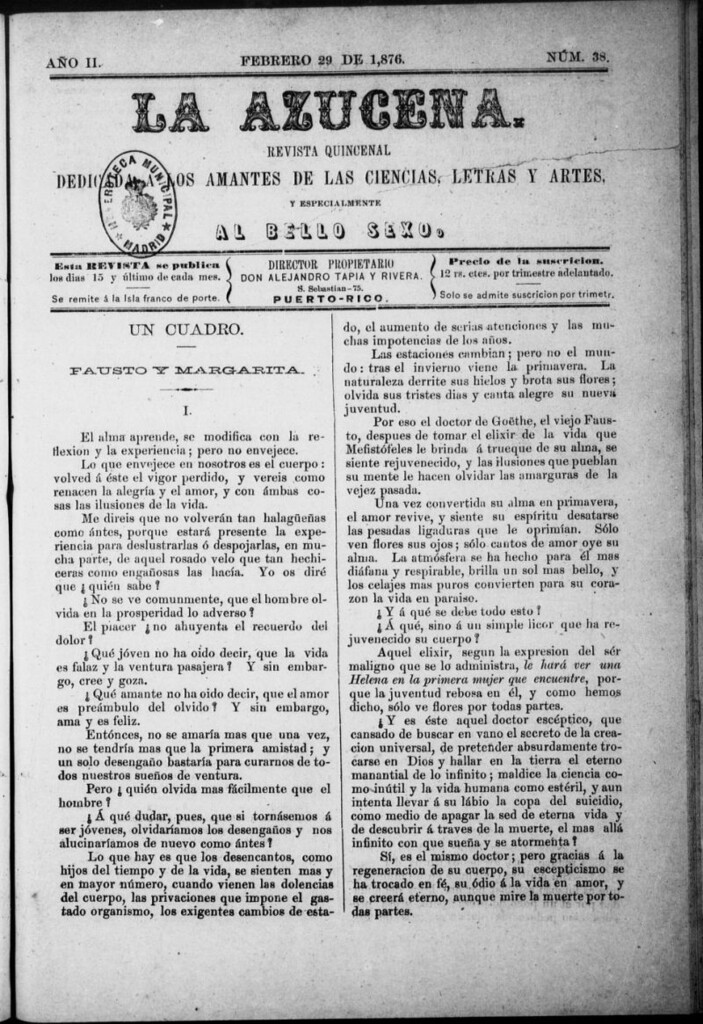 AÑO II.
FEBRERO 29 DE 1,876.
NÚM. 38.
LA AZUCENA.
REVISTA QUINCENAL
DEDICADA A LOS AMANTES DE LAS CIENCIAS, LETRAS Y ARTES,
Y ESPECIALMENTE
AL BELLO SEXO,
HEMEROTECA MUNICIPAL
MADRID
Esta REVISTA se publica
los dias 15 y último de cada mes.
Se remite á la Isla franco de porte.
DIRECTOR PROPIETARIO
DON ALEJANDRO TAPIA Y RIVERA.
S. Sebastian—75.
PUERTO-RICO.
Precio de la suscricion.
12 rs. ctes. por trimestre adelantado.
Solo se admite suscricion por trimetr.
UN CUADRO.
FAUSTO Y MARGARITA.
I.
El alma aprende, se modifica con la re-
flexion y la experiencia; pero no envejece.
Lo que envejece en nosotros es el cuerpo:
volved á éste el vigor perdido, y vereis como
renacen la alegría y el amor, y con ámbas co-
sas las ilusiones de la vida.
Me direis que no volverán tan halagüeñas
como ántes, porque estará presente la expe-
riencia para deslustrarlas ó despojarlas, en mu-
cha parte, de aquel rosado velo que tan hechi-
ceras como engañosas las hacía. Yo os diré
que ¿quién sabe?
¿No se ve comunmente, que el hombre ol-
vida en la prosperidad lo adverso?
El placer ¿no ahuyenta el recuerdo del
dolor?
¿Qué jóven no ha oido decir, que la vida
es falaz y la ventura pasajera? Y sin embar-
go, cree y goza.
¿Qué amante no ha oido decir, que el amor
es preámbulo del olvido? Y sin embargo,
ama y es feliz.
Entónces, no se amaría mas que una vez,
no se tendría mas que la primera amistad; y
un solo desengaño bastaría para curarnos de to-
dos nuestros sueños de ventura.
Pero ¿quién olvida mas fácilmente que el
hombre?
¿A qué dudar, pues, que si tornásemos á
ser jóvenes, olvidaríamos los desengaños y nos
alucinaríamos de nuevo como ántes?
Lo que hay es que los desencantos, como
hijos del tiempo y de la vida, se sienten mas y
en mayor número, cuando vienen las dolencias
del cuerpo, las privaciones que impone el gas-
tado organismo, los exigentes cambios de esta-
do, el aumento de serias atenciones y las mu-
chas impotencias de los años.
Las estaciones cambian; pero no el mun-
do: tras el invierno viene la primavera. La
naturaleza derrite sus hielos y brota sus flores;
olvida sus tristes dias y canta alegre su nueva
juventud.
Por eso el doctor de Goëthe, el viejo Faus-
to, despues de tomar el elixir de la vida que
Mefistófeles le brinda á trueque de su alma, se
siente rejuvenecido, y las ilusiones que pueblan
su mente le hacen olvidar las amarguras de la
vejez pasada.
Una vez convertida su alma en primavera,
el amor revive, y siente su espíritu desatarse
las pesadas ligaduras que le oprimían. Sólo
ven flores sus ojos; sólo cantos de amor oye su
alma. La atmósfera se ha hecho para él mas
diáfana y respirable, brilla un sol mas bello, y
los celajes mas puros convierten para su cora-
zon la vida en paraiso.
¿Y á qué se debe todo esto?
¿Á qué, sino á un simple licor que ha re-
juvenecido su cuerpo?
Aquel elixir, segun la expresion del sér
maligno que se lo administra, le hará ver una
Helena en la primera mujer que encuentre, por-
que la juventud rebosa en él, y como hemos
dicho, sólo ve flores por todas partes.
¿Y es éste aquel doctor escéptico, que
cansado de buscar en vano el secreto de la crea-
cion universal, de pretender absurdamente tro-
carse en Dios y hallar en la tierra el eterno
manantial de lo infinito; maldice la ciencia co-
mo inútil y la vida humana como estéril, y aun
intenta llevar á su lábio la copa del suicidio,
como medio de apagar la sed de eterna vida y
de descubrir á traves de la muerte, el mas allá
infinito con que sueña y se atormenta?
Sí, es el mismo doctor; pero gracias á la
regeneracion de su cuerpo, su escepticismo se
ha trocado en fé, su ódio á la vida en amor, y
se creerá eterno, aunque mire la muerte por to-
das partes.